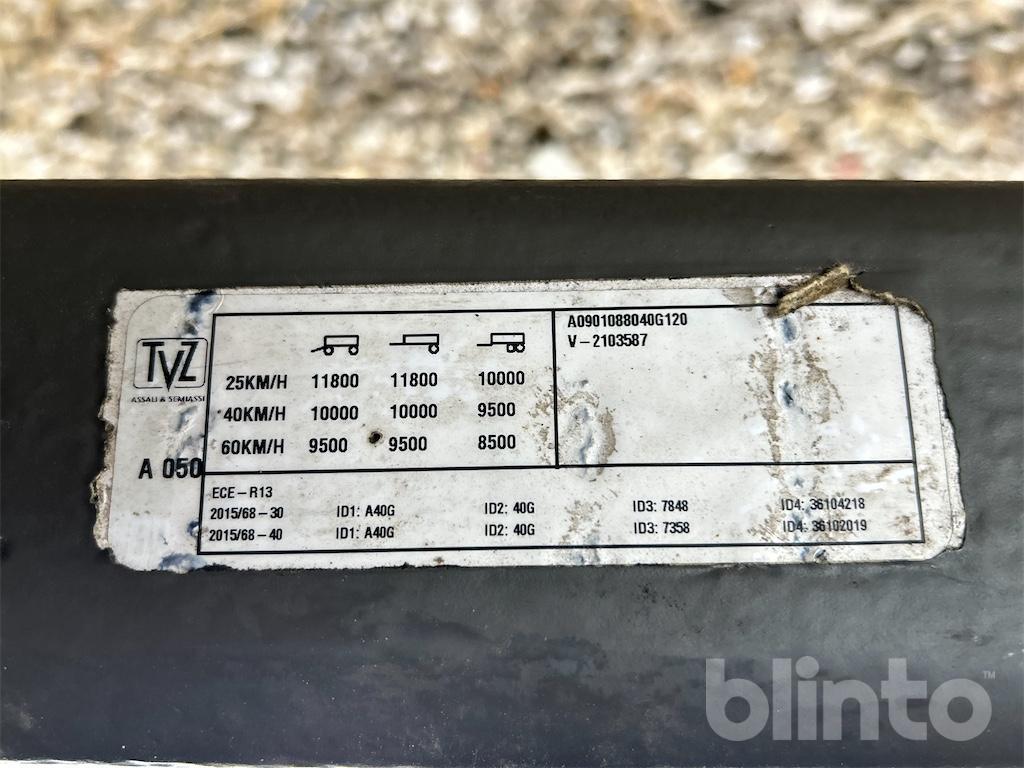 TVZ
ASSALI & SEMIASSI
A 050
25KM/H 11800 11800 10000
40KM/H 10000 10000 9500
60KM/H 9500 9500 8500
A0901088040G120
V-2103587
ECE-R13
2015/68-30 ID1: A40G ID2: 40G ID3: 7848 ID4: 36104218
2015/68-40 ID1: A40G ID2: 40G ID3: 7358 ID4: 36102019
blinto™